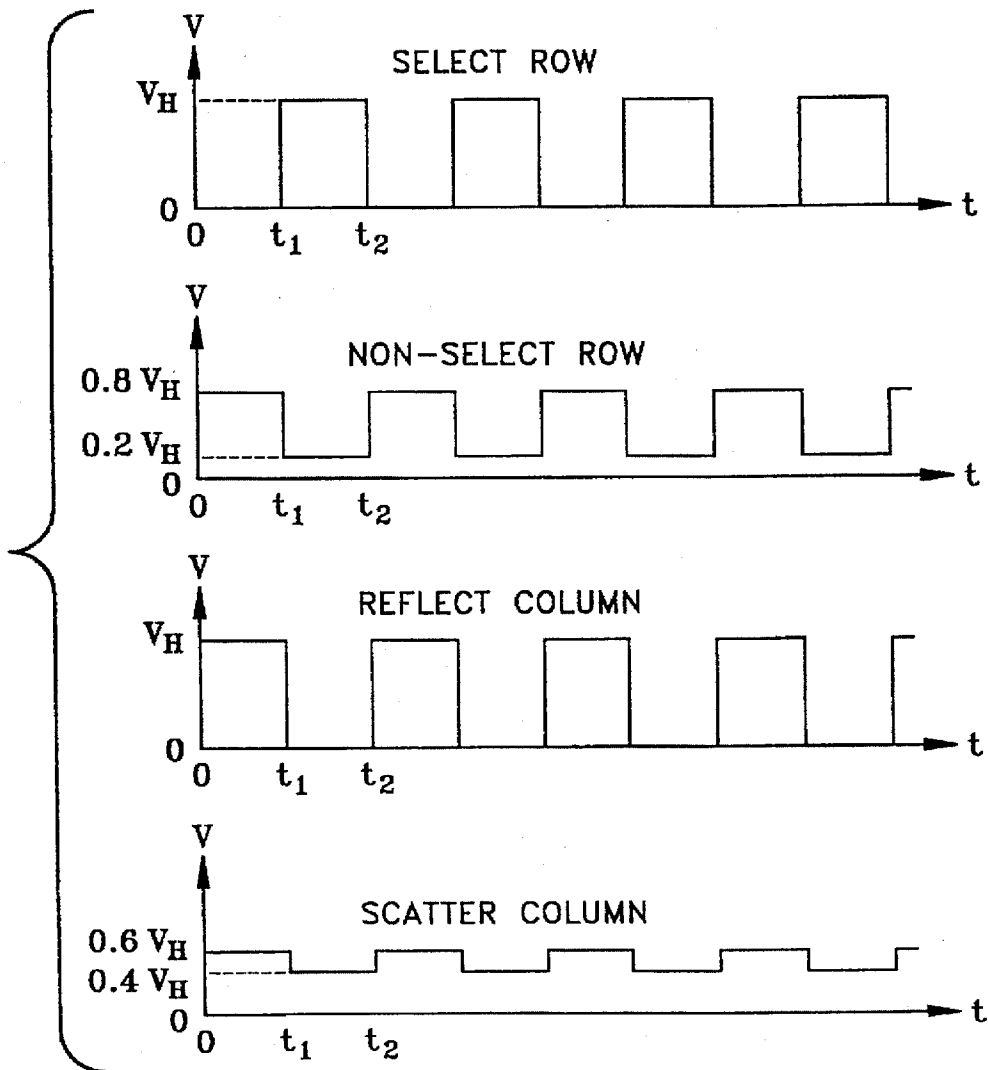 V
SELECT ROW
V_H
0
0 t_1 t_2 t
V
NON-SELECT ROW
0.8 V_H
0.2 V_H
0
0 t_1 t_2 t
V
REFLECT COLUMN
V_H
0
0 t_1 t_2 t
V
SCATTER COLUMN
0.6 V_H
0.4 V_H
0
0 t_1 t_2 t